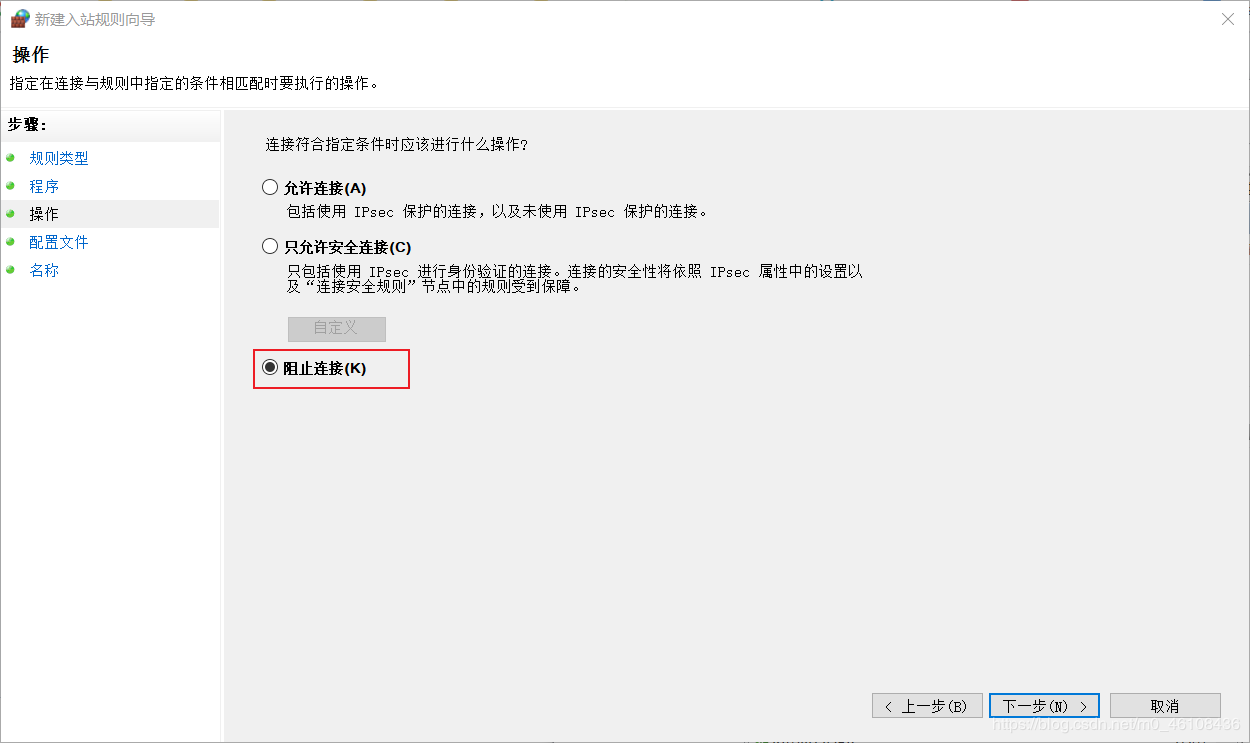 新建入站规则向导
操作
指定在连接与规则中指定的条件相匹配时要执行的操作。
步骤:
规则类型
程序
操作
配置文件
名称
连接符合指定条件时应该进行什么操作?
允许连接(A)
包括使用 IPsec 保护的连接，以及未使用 IPsec 保护的连接。
只允许安全连接(C)
只包括使用 IPsec 进行身份验证的连接。连接的安全性将依照 IPsec 属性中的设置以
及“连接安全规则”节点中的规则受到保障。
自定义
阻止连接(K)
< 上一步(B) 下一步(N) > 取消
https://blog.csdn.net/m0_46108436